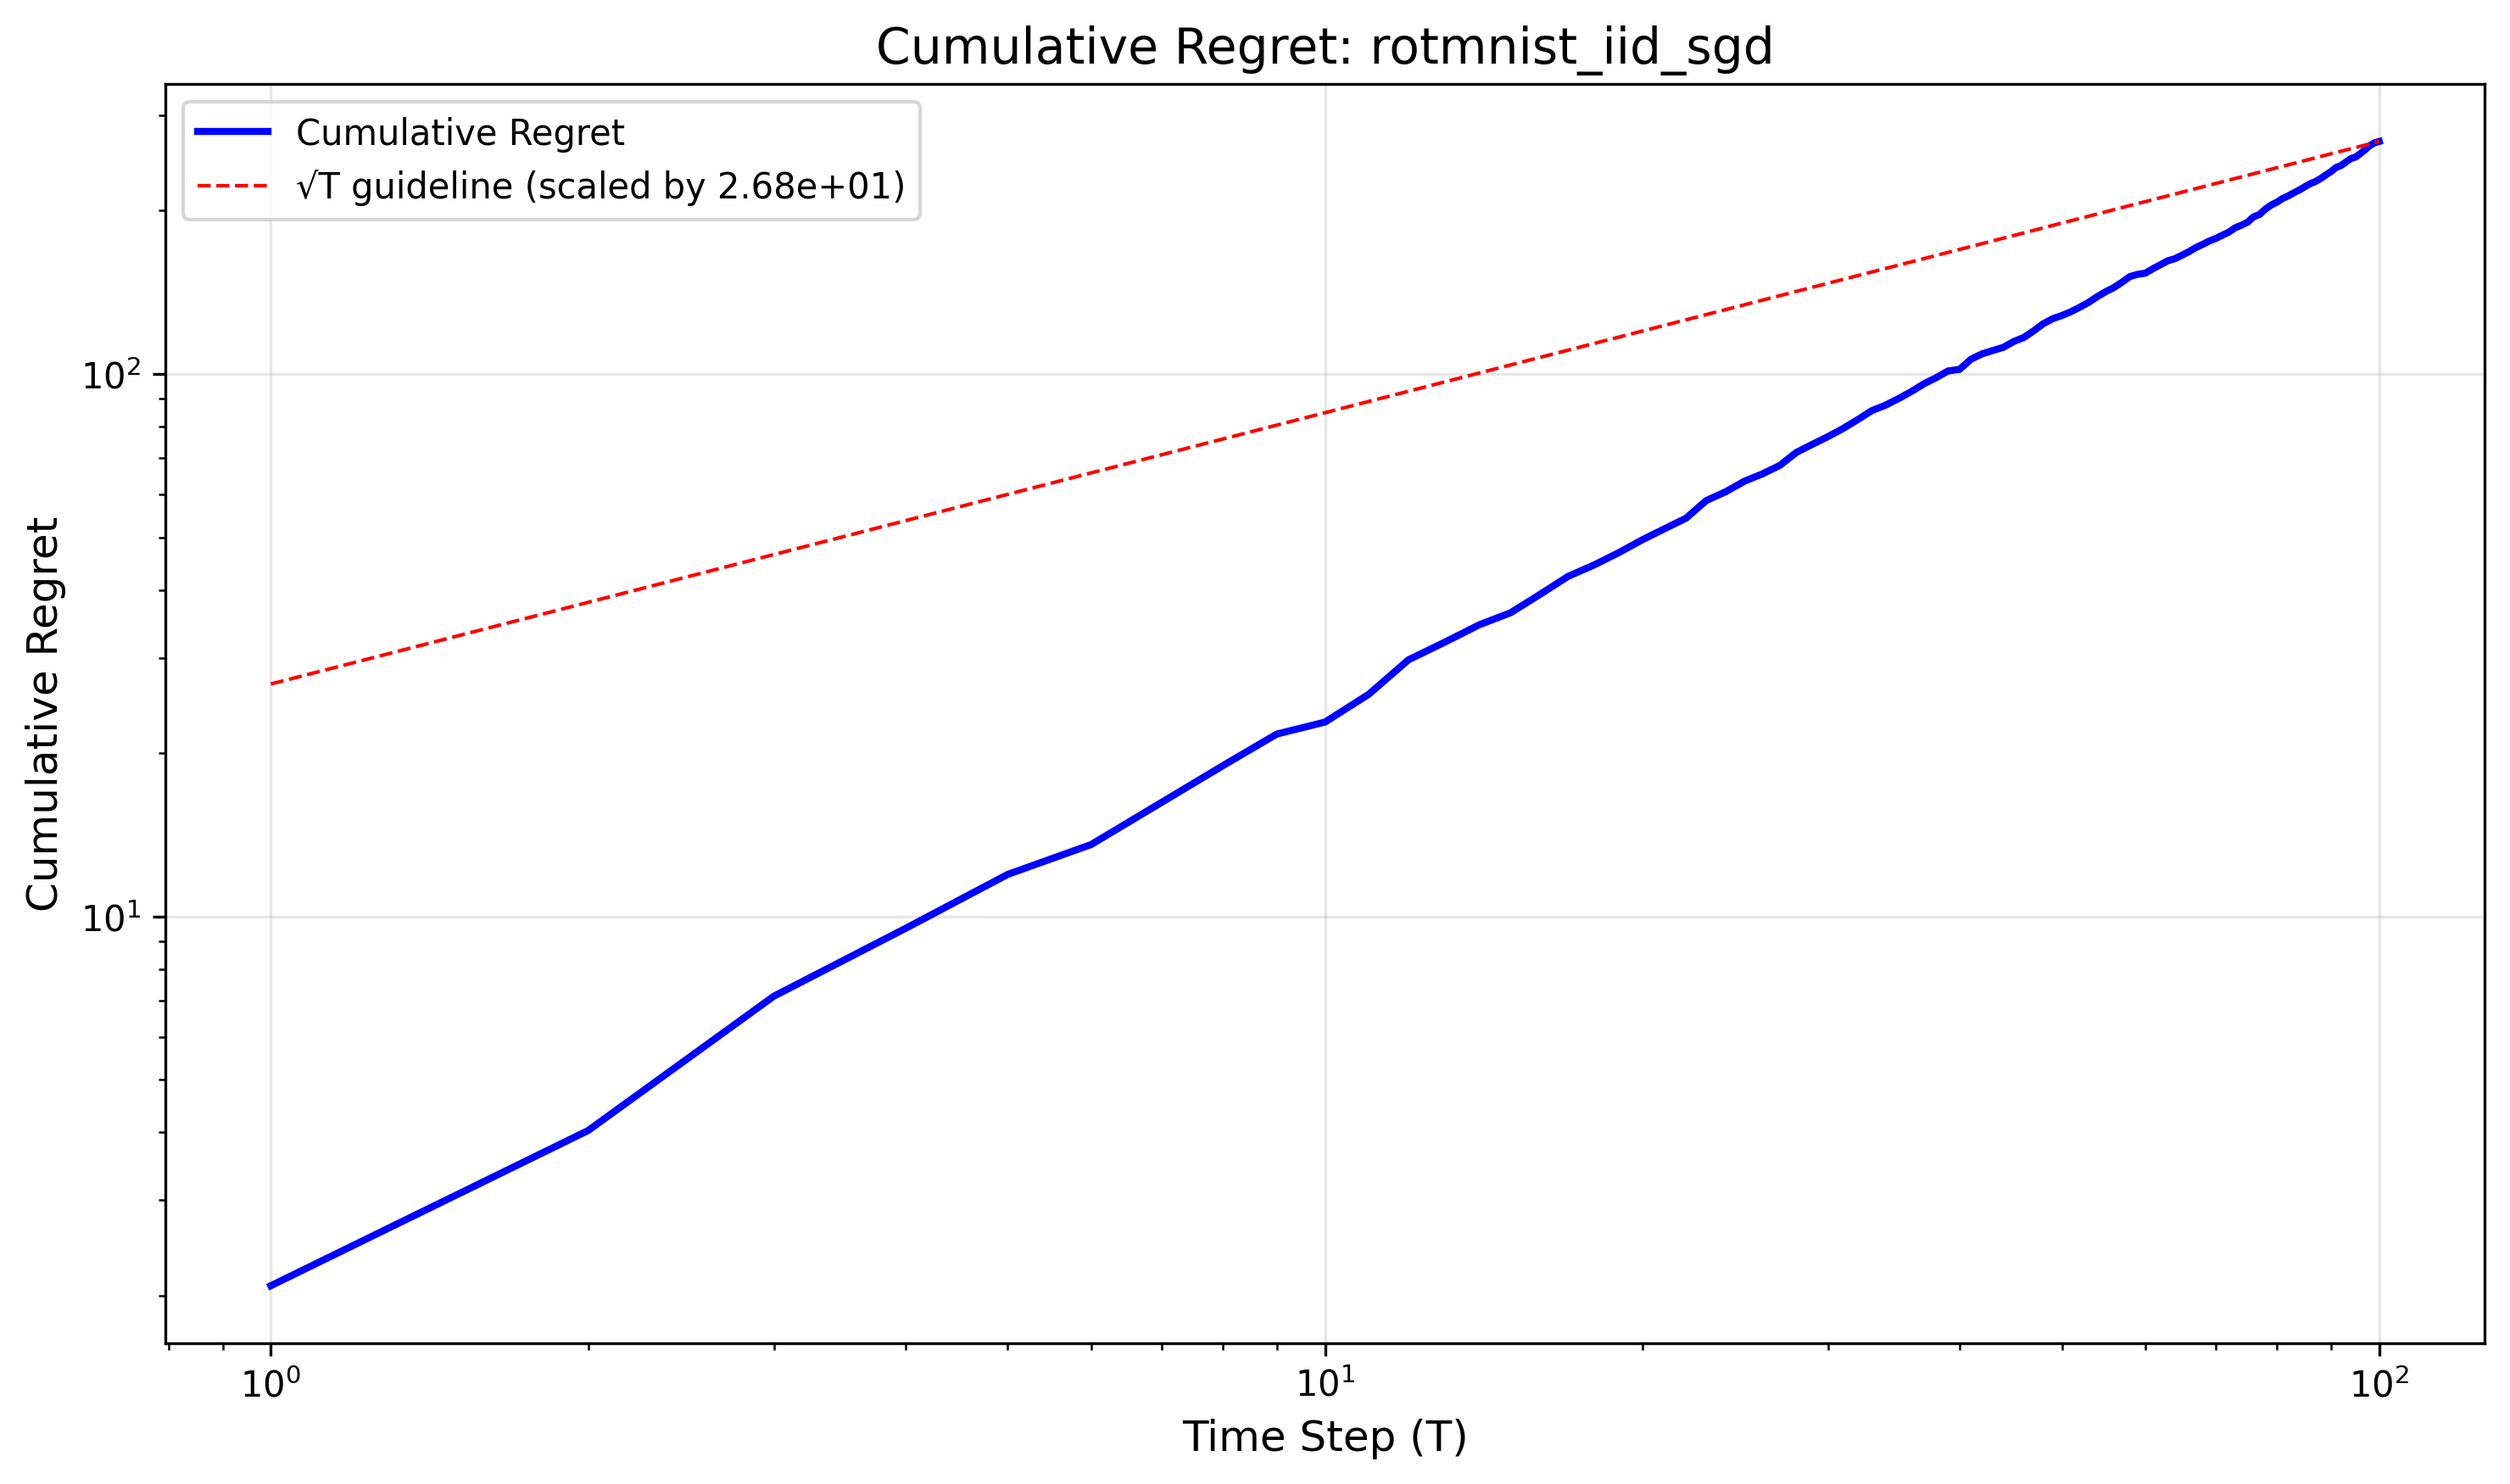 Cumulative Regret: rotmnist_iid_sgd
Cumulative Regret
√T guideline (scaled by 2.68e+01)
Cumulative Regret
10²
10¹
10⁰
10¹
10²
Time Step (T)